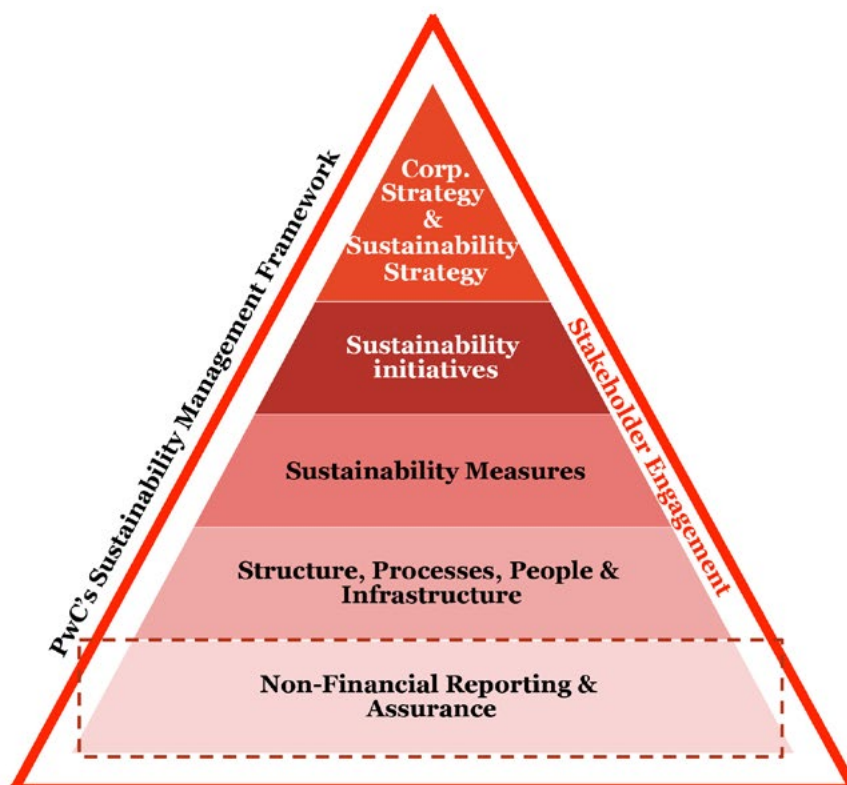 Corp.
Strategy
&
Sustainability
Strategy
Sustainability
initiatives
Sustainability Measures
Structure, Processes, People &
Infrastructure
Non-Financial Reporting &
Assurance
PwC's Sustainability Management Framework
Stakeholder Engagement